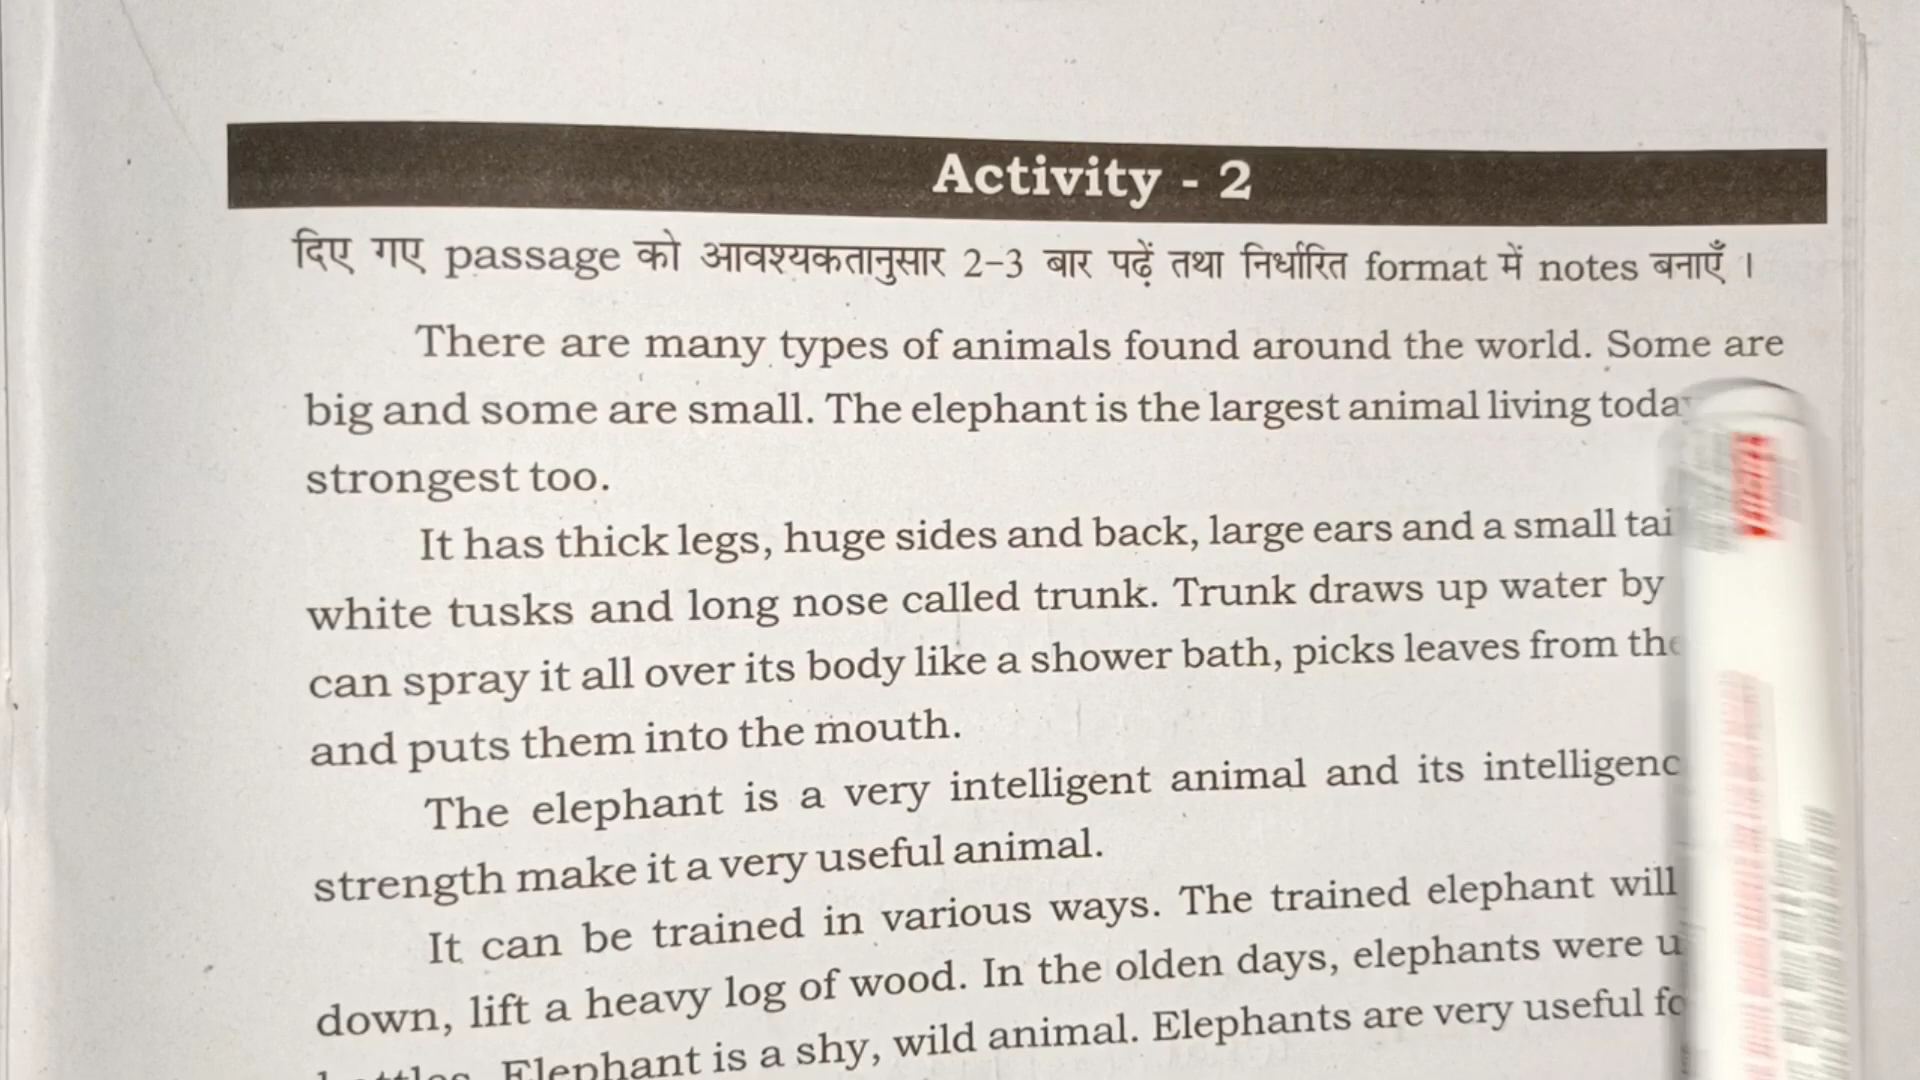 Activity - 2
दिए गए passage को आवश्यकतानुसार 2-3 बार पढ़ें तथा निर्धारित format में notes बनाएँ ।
There are many types of animals found around the world. Some are
big and some are small. The elephant is the largest animal living
strongest too.
It has thick legs, huge sides and back, large ears and a small
white tusks and long nose called trunk. Trunk draws up water by
can spray it all over its body like a shower bath, picks leaves from
and puts them into the mouth.
The elephant is a very intelligent animal and its
strength make it a very useful animal.
It can be trained in various ways. The trained elephant will
down, lift a heavy log of wood. In the olden days, elephants were
Elephant is a shy, wild animal. Elephants are very useful